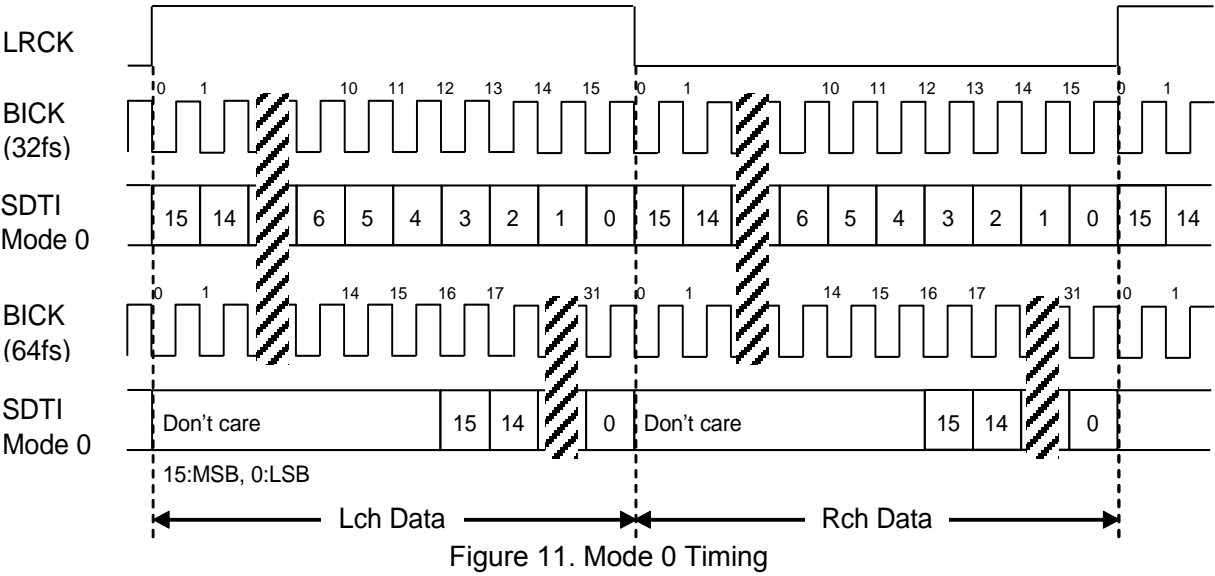 LRCK
0 1 10 11 12 13 14 15 0 1 10 11 12 13 14 15 0 1
BICK
(32fs)
SDTI
Mode 0
15 14 6 5 4 3 2 1 0 15 14 6 5 4 3 2 1 0 15 14
0 1 14 15 16 17 31 0 1 14 15 16 17 31 0 1
BICK
(64fs)
SDTI
Mode 0
Don't care 15 14 0 Don't care 15 14 0
15:MSB, 0:LSB
Lch Data Rch Data
Figure 11. Mode 0 Timing